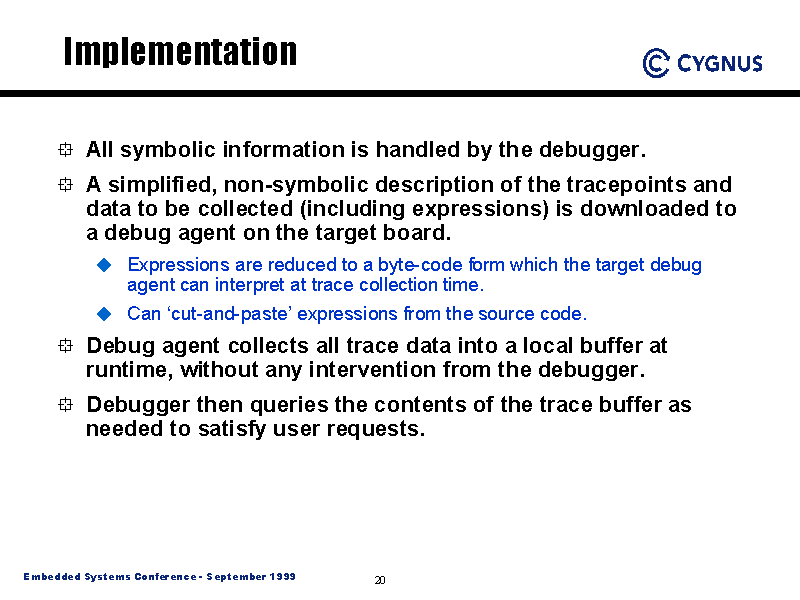 Implementation
CYGNUS
All symbolic information is handled by the debugger.
A simplified, non-symbolic description of the tracepoints and
data to be collected (including expressions) is downloaded to
a debug agent on the target board.
Expressions are reduced to a byte-code form which the target debug
agent can interpret at trace collection time.
Can ‘cut-and-paste’ expressions from the source code.
Debug agent collects all trace data into a local buffer at
runtime, without any intervention from the debugger.
Debugger then queries the contents of the trace buffer as
needed to satisfy user requests.
Embedded Systems Conference - September 1999
20